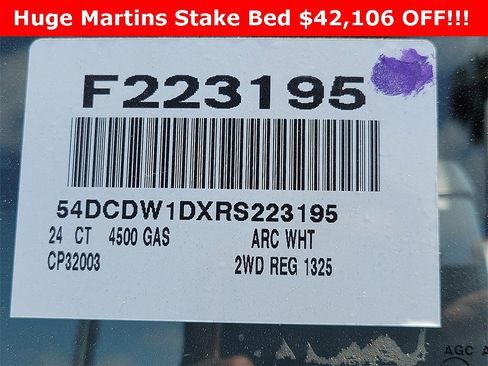 Huge Martins Stake Bed $42,106 OFF!!!
F223195
54DCDW1DXRS223195
24 CT 4500 GAS ARC WHT
CP32003 2WD REG 1325
AGC A